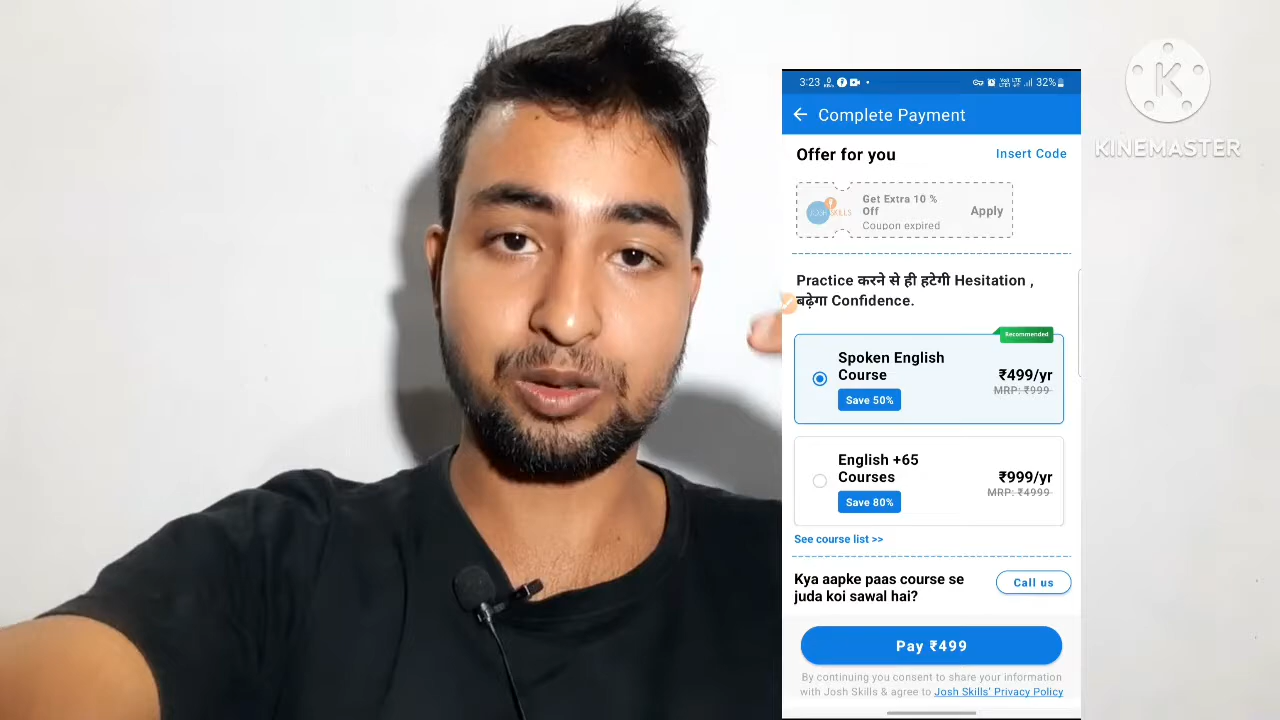 3:23
32%
Complete Payment
KINEMASTER
Offer for you
Insert Code
Get Extra 10 %
Off
Coupon expired
JOSH SKILLS
Apply
Practice करने से ही हटेगी Hesitation ,
बढ़ेगा Confidence.
Recommended
Spoken English
Course
₹499/yr
MRP: ₹999
Save 50%
English +65
Courses
₹999/yr
MRP: ₹4999
Save 80%
See course list >>
Kya aapke paas course se
juda koi sawal hai?
Call us
Pay ₹499
By continuing you consent to share your information
with Josh Skills & agree to Josh Skills' Privacy Policy